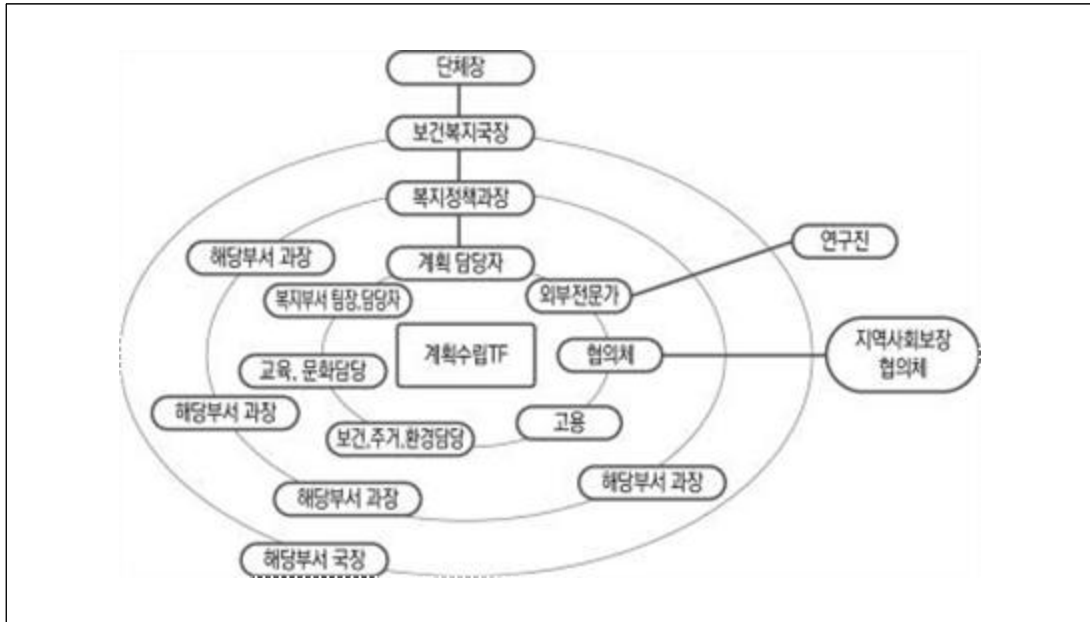 단체장
보건복지국장
복지정책과장
계획 담당자
해당부서 과장
연구진
복지부서 팀장,담당자
외부전문가
계획수립TF
협의체
지역사회보장
협의체
교육, 문화담당
해당부서 과장
고용
보건,주거,환경담당
해당부서 과장
해당부서 과장
해당부서 국장